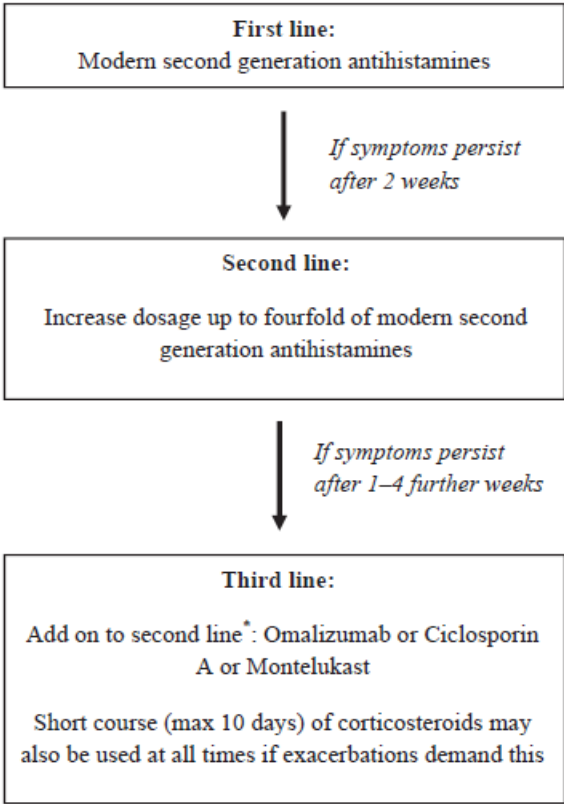 First line:
Modern second generation antihistamines
If symptoms persist
after 2 weeks
Second line:
Increase dosage up to fourfold of modern second
generation antihistamines
If symptoms persist
after 1–4 further weeks
Third line:
Add on to second line*: Omalizumab or Ciclosporin
A or Montelukast
Short course (max 10 days) of corticosteroids may
also be used at all times if exacerbations demand this